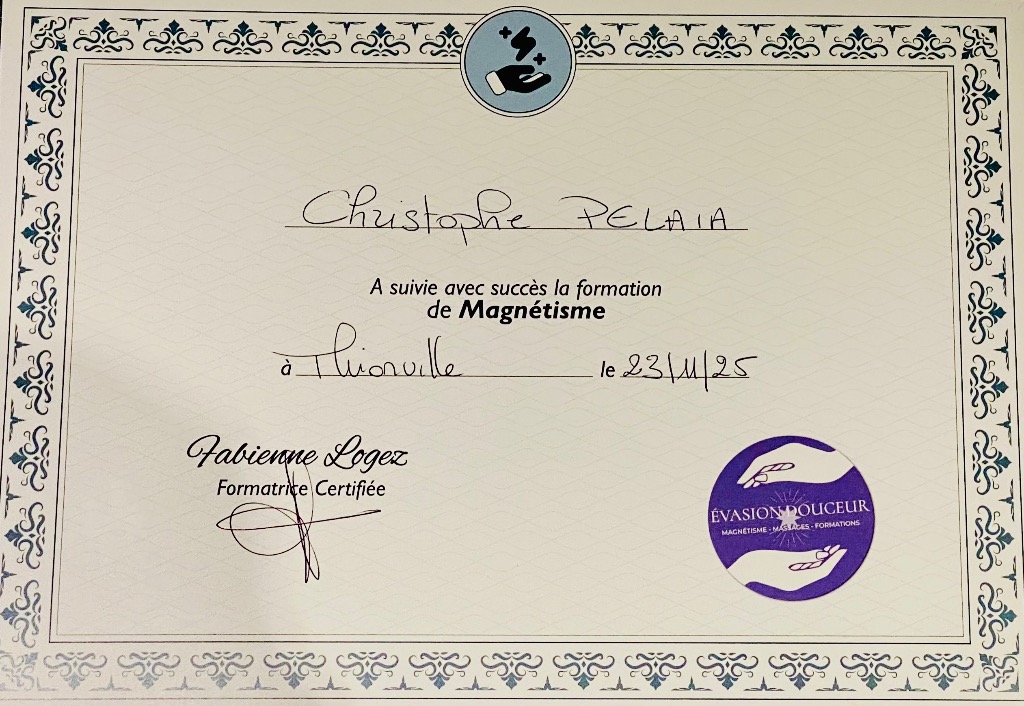 Christophe PELAIA
A suivie avec succès la formation
de Magnétisme
à Thionville le 23/11/25
Fabienne Logez
Formatrice Certifiée
ÉVASION DOUCEUR
MAGNÉTISME - MASSAGES - FORMATIONS